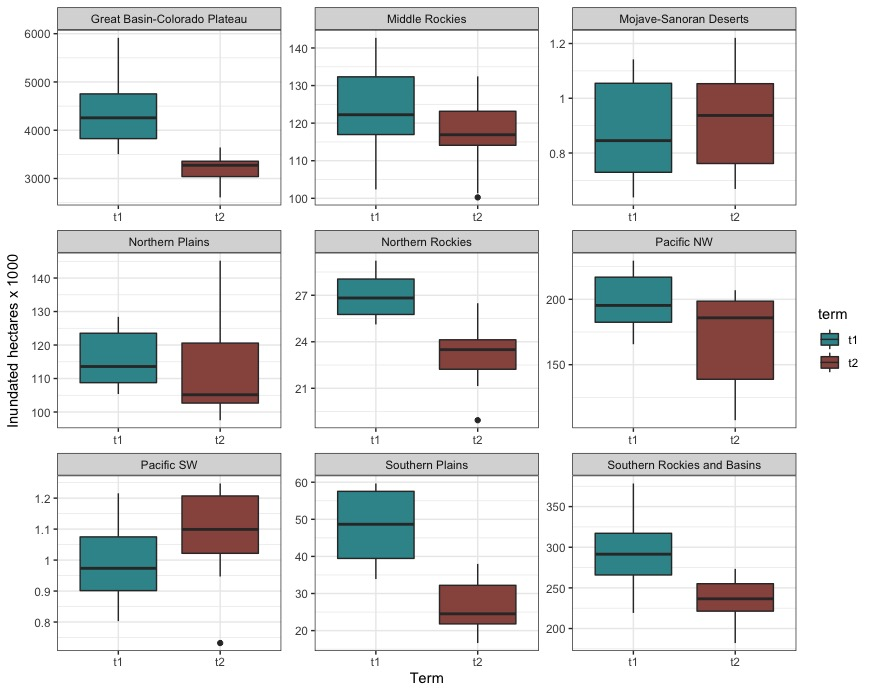 Great Basin-Colorado Plateau
Middle Rockies
Mojave-Sanoran Deserts
6000
5000
4000
3000
140
130
120
110
100
1.2
1
0.8
t1
t2
t1
t2
t1
t2
Northern Plains
Northern Rockies
Pacific NW
140
130
120
110
100
27
24
21
200
150
t1
t2
t1
t2
t1
t2
Pacific SW
Southern Plains
Southern Rockies and Basins
1.2
1.1
1
0.9
0.8
60
50
40
30
20
350
300
250
200
t1
t2
t1
t2
t1
t2
Inundated hectares x 1000
Term
term
t1
t2